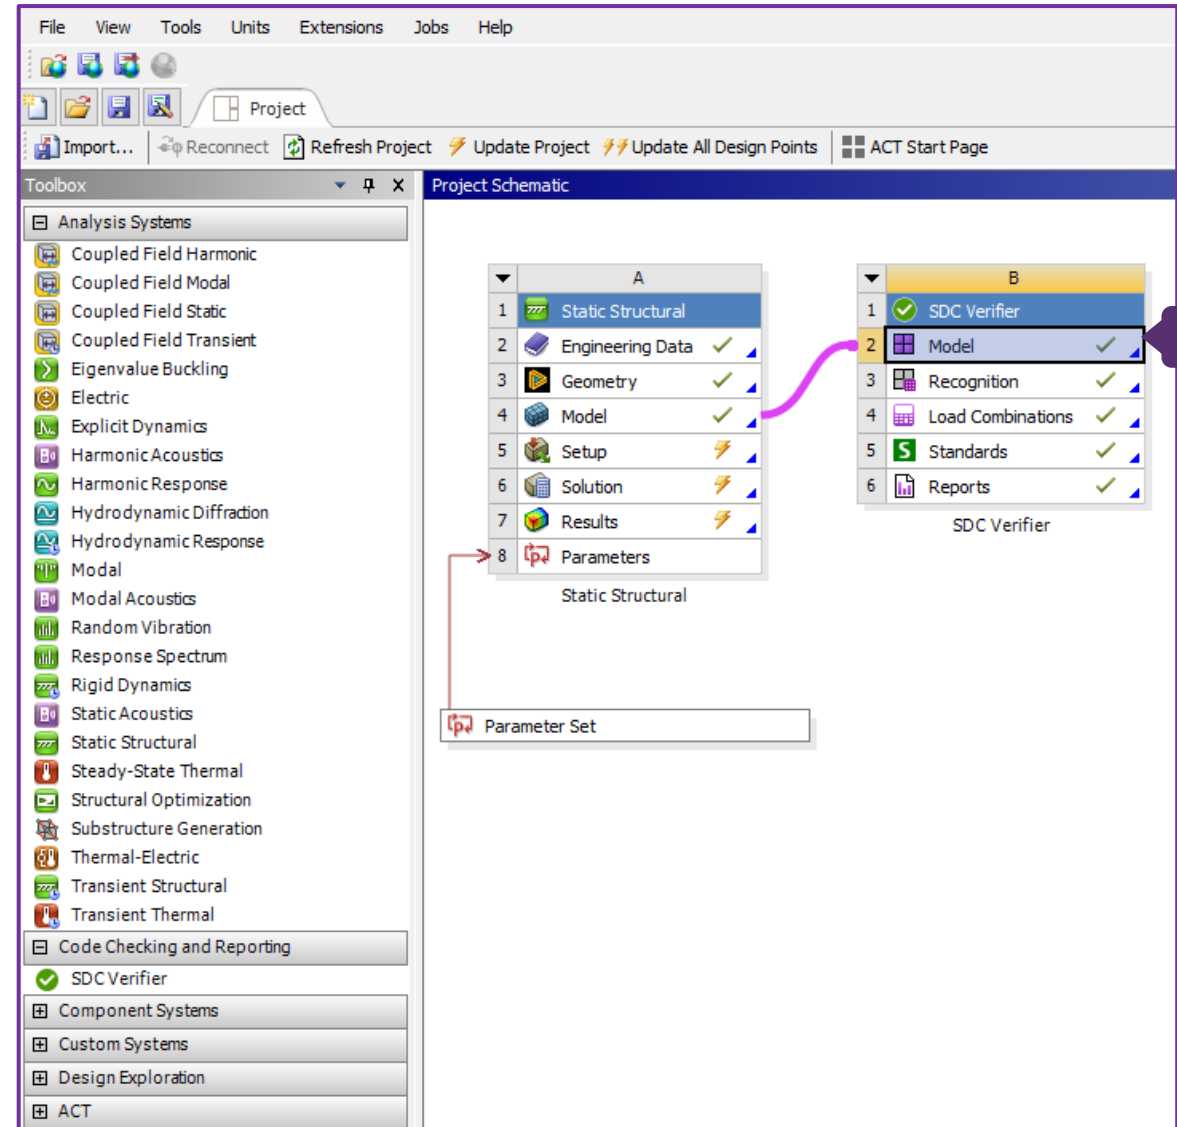 File View Tools Units Extensions Jobs Help
Project
Import... Reconnect Refresh Project Update Project Update All Design Points ACT Start Page
Toolbox
Analysis Systems
Coupled Field Harmonic
Coupled Field Modal
Coupled Field Static
Coupled Field Transient
Eigenvalue Buckling
Electric
Explicit Dynamics
Harmonic Acoustics
Harmonic Response
Hydrodynamic Diffraction
Hydrodynamic Response
Modal
Modal Acoustics
Random Vibration
Response Spectrum
Rigid Dynamics
Static Acoustics
Static Structural
Steady-State Thermal
Structural Optimization
Substructure Generation
Thermal-Electric
Transient Structural
Transient Thermal
Code Checking and Reporting
SDC Verifier
Component Systems
Custom Systems
Design Exploration
ACT
Project Schematic
A
1 Static Structural
2 Engineering Data
3 Geometry
4 Model
5 Setup
6 Solution
7 Results
8 Parameters
Static Structural
Parameter Set
B
1 SDC Verifier
2 Model
3 Recognition
4 Load Combinations
5 Standards
6 Reports
SDC Verifier